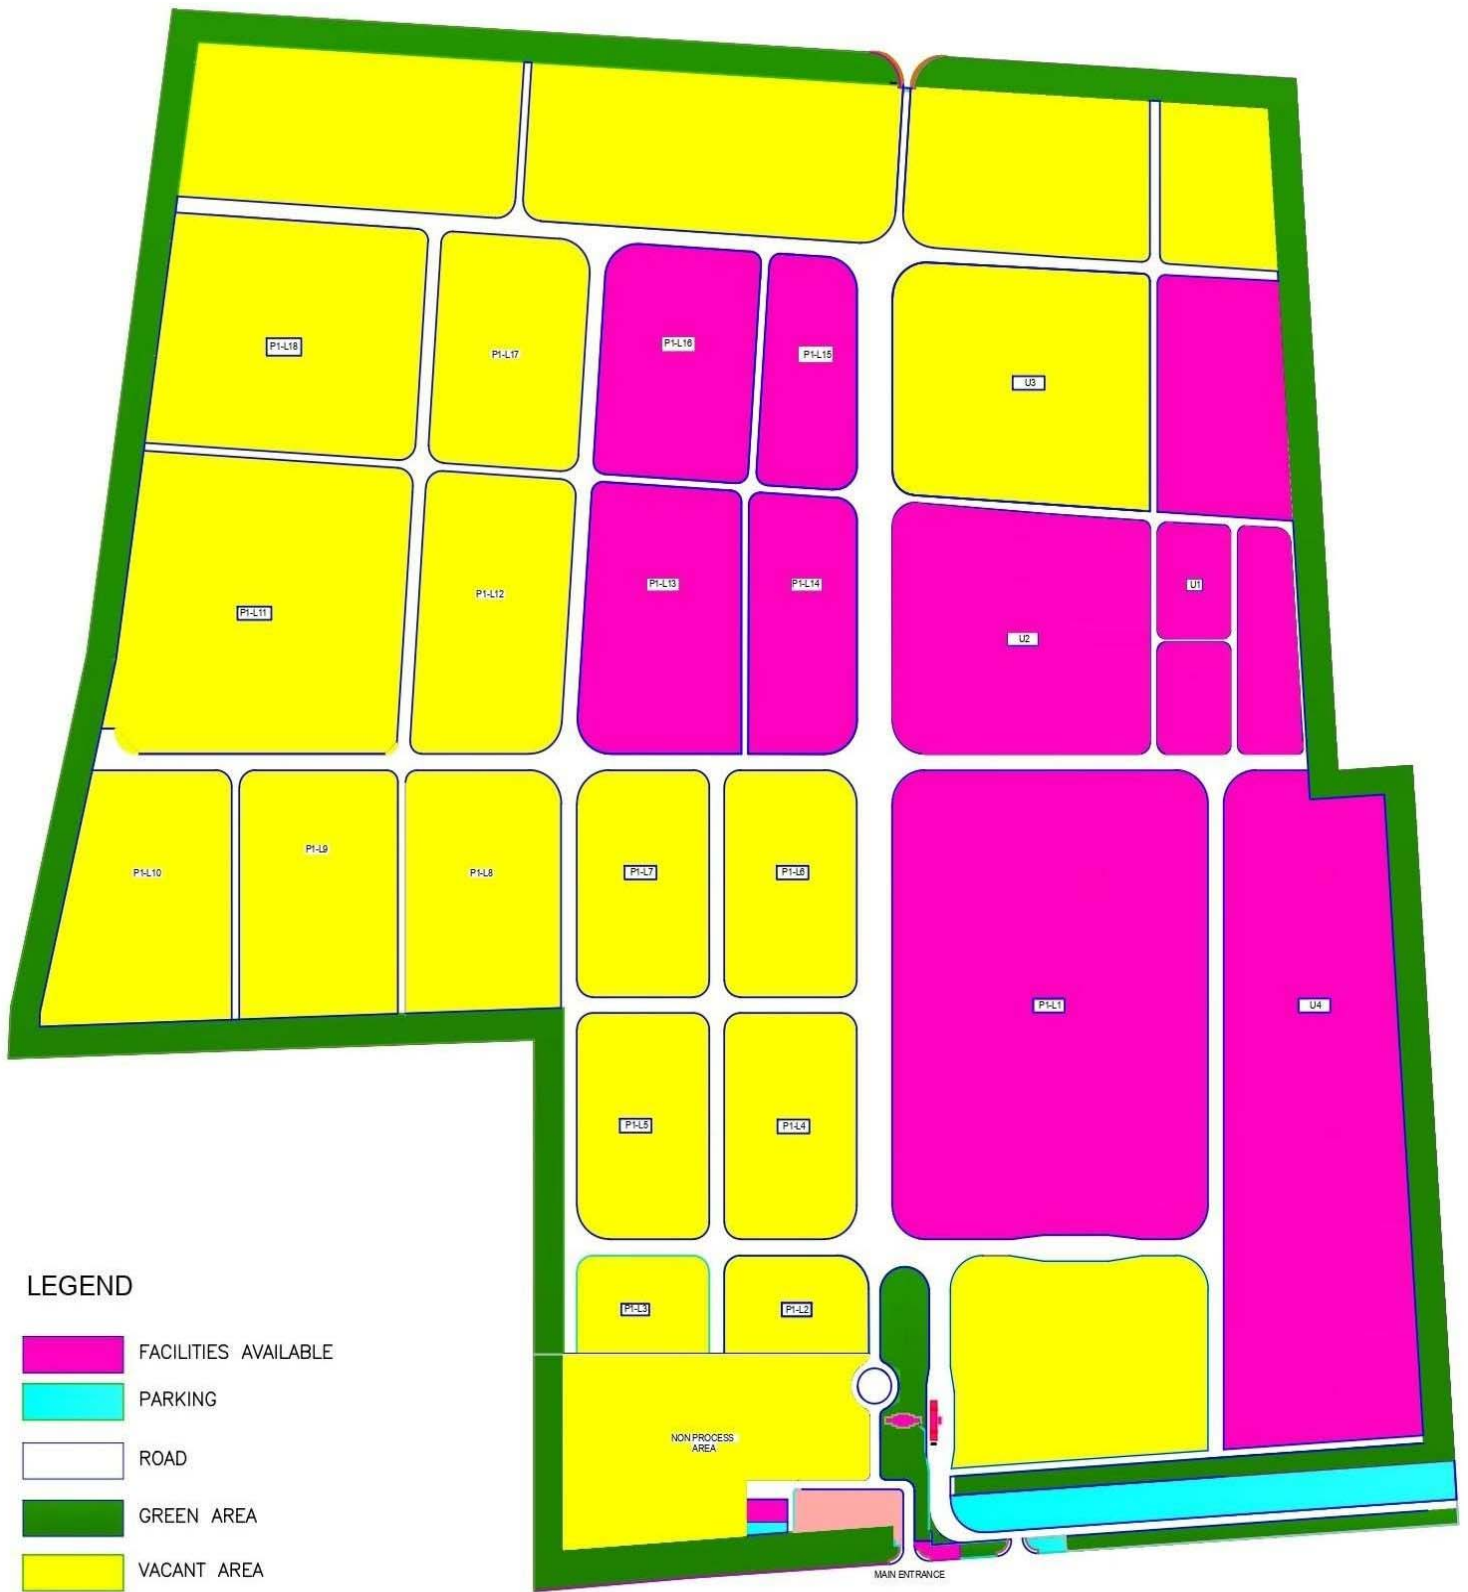 P1-L18
P1-L17
P1-L16
P1-L15
U3
P1-L11
P1-L12
P1-L13
P1-L14
U2
U1
P1-L10
P1-L9
P1-L8
P1-L7
P1-L6
P1-L1
U4
P1-L5
P1-L4
P1-L3
P1-L2
NON PROCESS
AREA
MAIN ENTRANCE
LEGEND
FACILITIES AVAILABLE
PARKING
ROAD
GREEN AREA
VACANT AREA